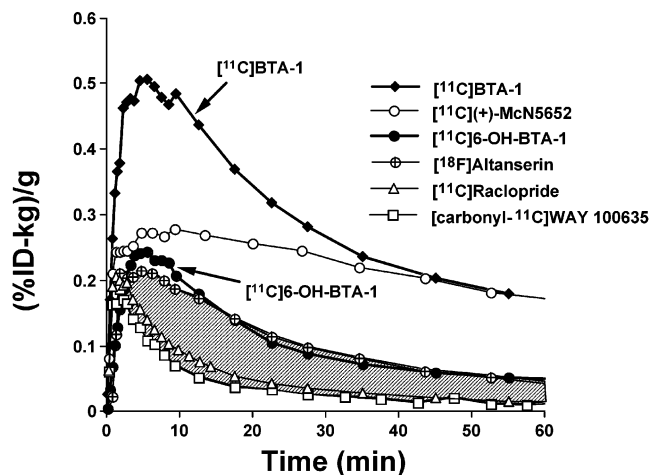 0.6
0.5
0.4
0.3
0.2
0.1
0
(%ID-kg)/g
[¹¹C]BTA-1
[¹¹C]6-OH-BTA-1
[¹¹C]BTA-1
[¹¹C](+)-McN5652
[¹¹C]6-OH-BTA-1
[¹⁸F]Altanserin
[¹¹C]Raclopride
[carbonyl-¹¹C]WAY 100635
0 10 20 30 40 50 60
Time (min)